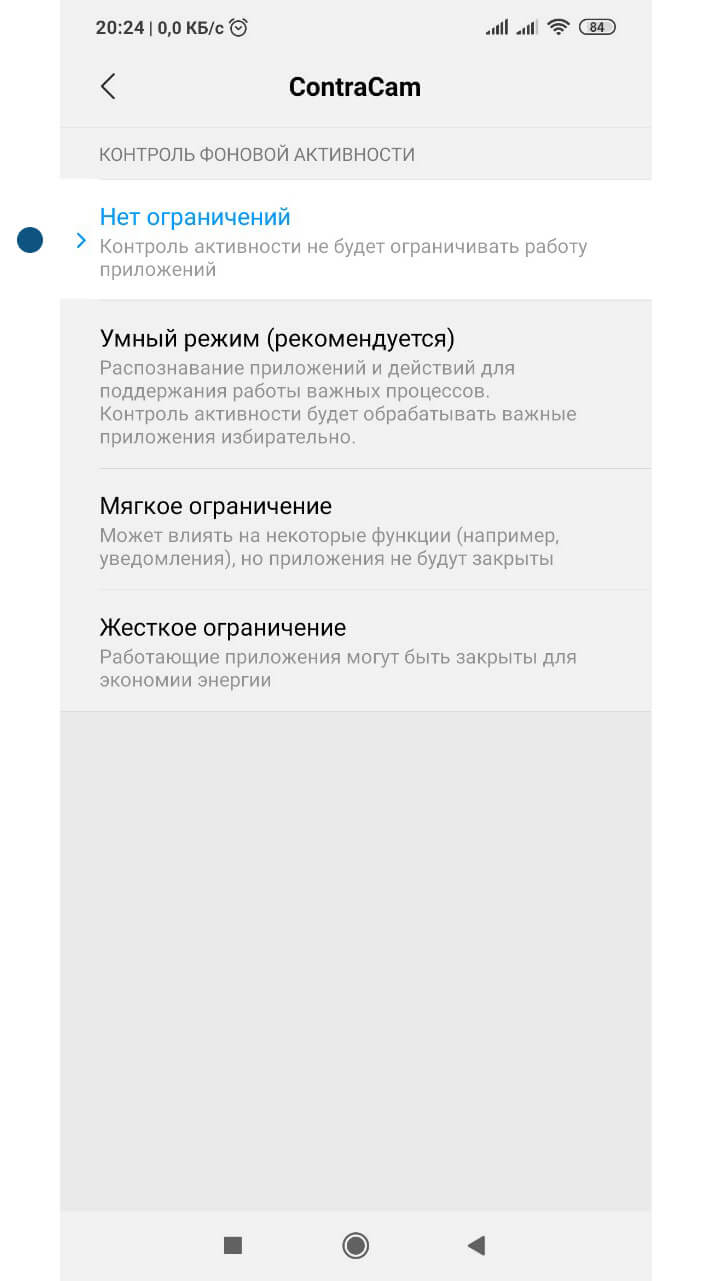 20:24 | 0,0 КБ/с
84
ContraCam
КОНТРОЛЬ ФОНОВОЙ АКТИВНОСТИ
Нет ограничений
Контроль активности не будет ограничивать работу
приложений
Умный режим (рекомендуется)
Распознавание приложений и действий для
поддержания работы важных процессов.
Контроль активности будет обрабатывать важные
приложения избирательно.
Мягкое ограничение
Может влиять на некоторые функции (например,
уведомления), но приложения не будут закрыты
Жесткое ограничение
Работающие приложения могут быть закрыты для
экономии энергии